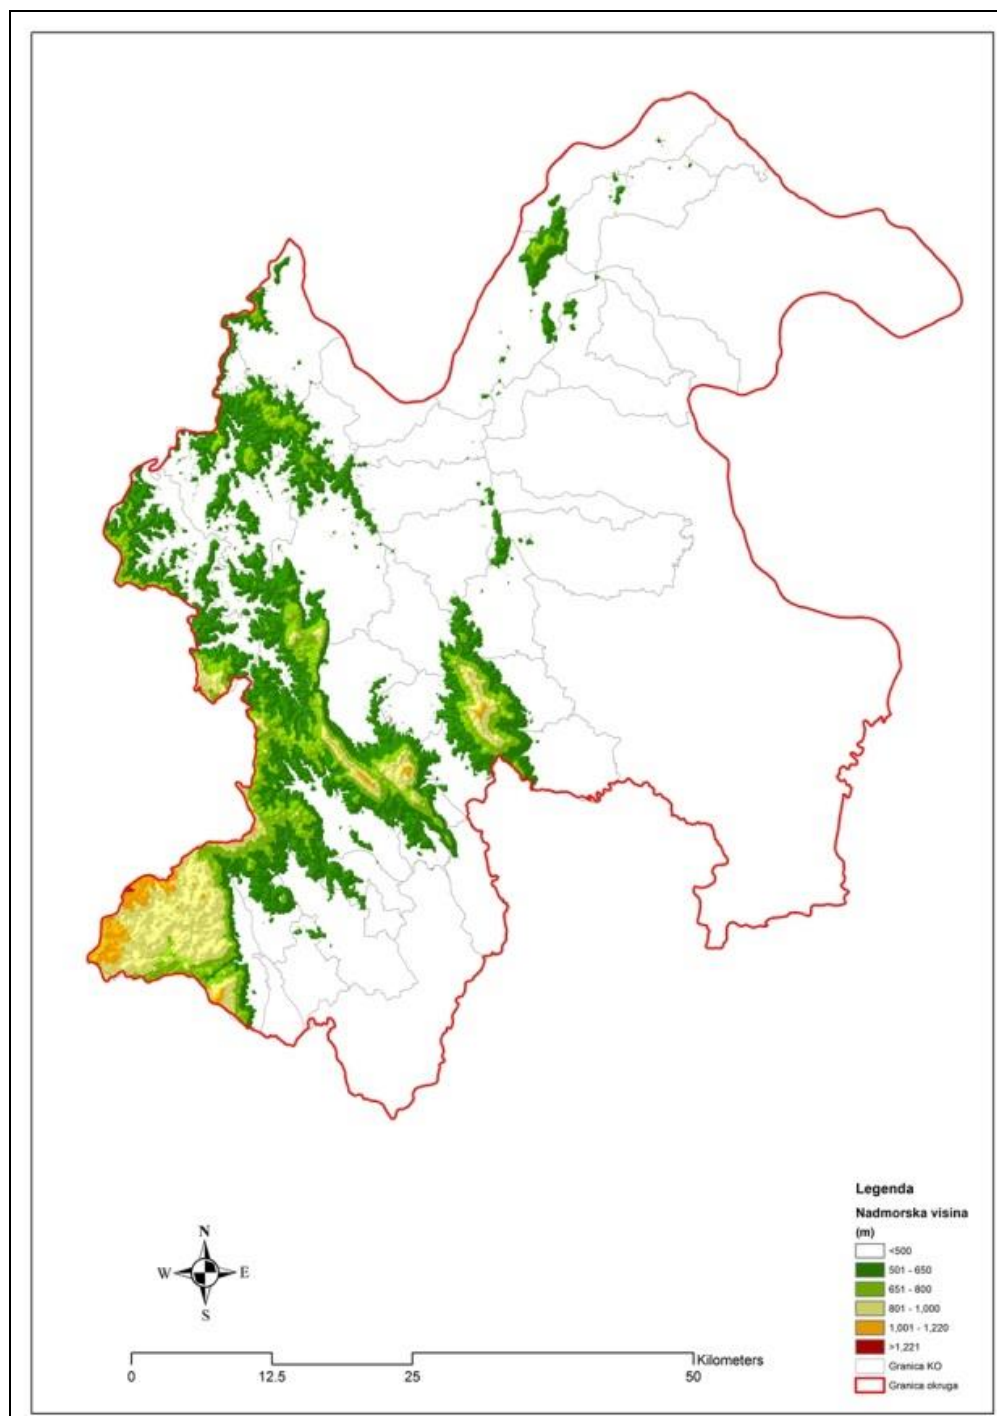 N
W E
S
0 12.5 25 50
Kilometers
Legenda
Nadmorska visina
(m)
<500
501 - 650
651 - 800
801 - 1,000
1,001 - 1,220
>1,221
Granica KO
Granica okruga